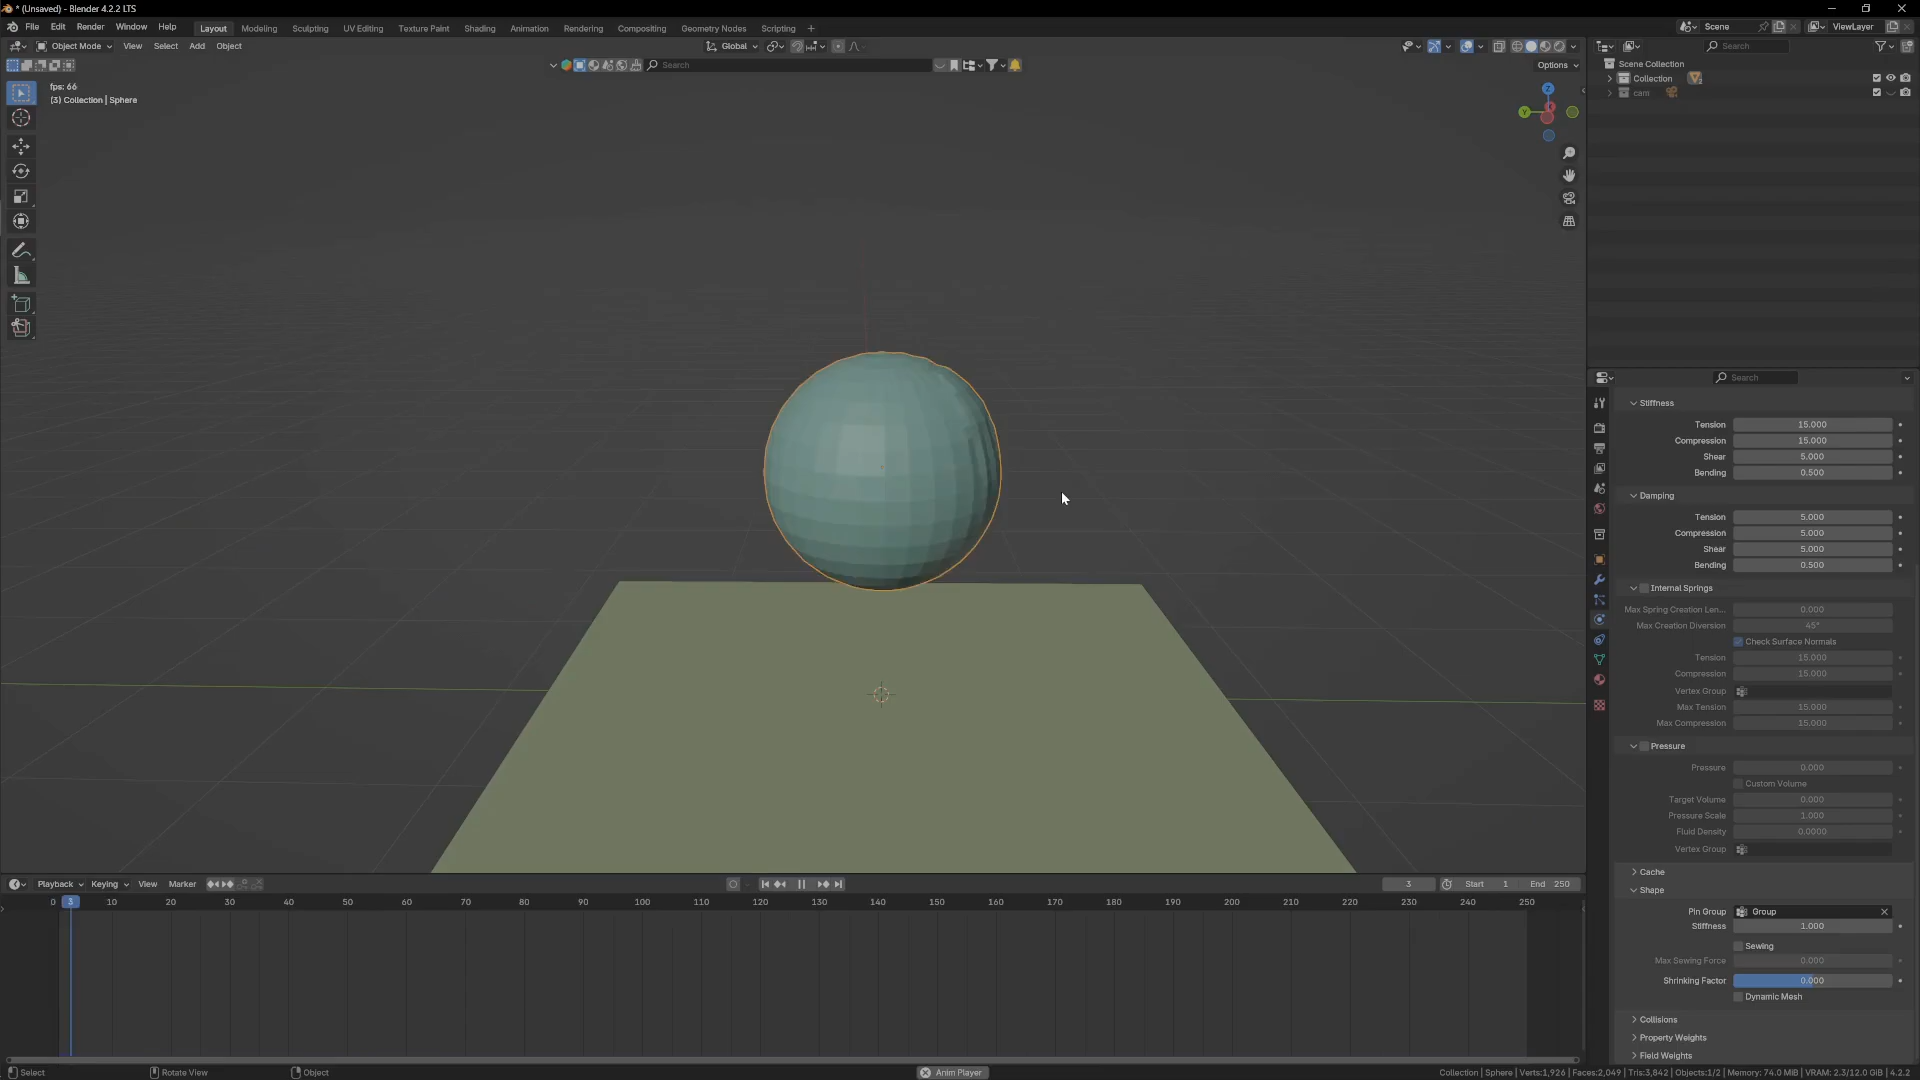 * (Unsaved) - Blender 4.2.2 LTS
File Edit Render Window Help Layout Modeling Sculpting UV Editing Texture Paint Shading Animation Rendering Compositing Geometry Nodes Scripting + Scene ViewLayer
Object Mode View Select Add Object Global Search
Search Options
Scene Collection
Collection
cam
fps: 66
(3) Collection | Sphere
Z
Y
Search
Stiffness
Tension 15.000
Compression 15.000
Shear 5.000
Bending 0.500
Damping
Tension 5.000
Compression 5.000
Shear 5.000
Bending 0.500
Internal Springs
Max Spring Creation Len... 0.000
Max Creation Diversion 45°
Check Surface Normals
Tension 15.000
Compression 15.000
Vertex Group
Max Tension 15.000
Max Compression 15.000
Pressure
Pressure 0.000
Custom Volume
Target Volume 0.000
Pressure Scale 1.000
Fluid Density 0.0000
Vertex Group
Cache
Shape
Pin Group Group
Stiffness 1.000
Sewing
Max Sewing Force 0.000
Shrinking Factor 0.000
Dynamic Mesh
Collisions
Property Weights
Field Weights
Playback Keying View Marker 3 Start 1 End 250
0 3 10 20 30 40 50 60 70 80 90 100 110 120 130 140 150 160 170 180 190 200 210 220 230 240 250
Select Rotate View Object Anim Player Collection | Sphere | Verts:1,926 | Faces:2,049 | Tris:3,842 | Objects:1/2 | Memory: 74.0 MiB | VRAM: 2.3/12.0 GiB | 4.2.2